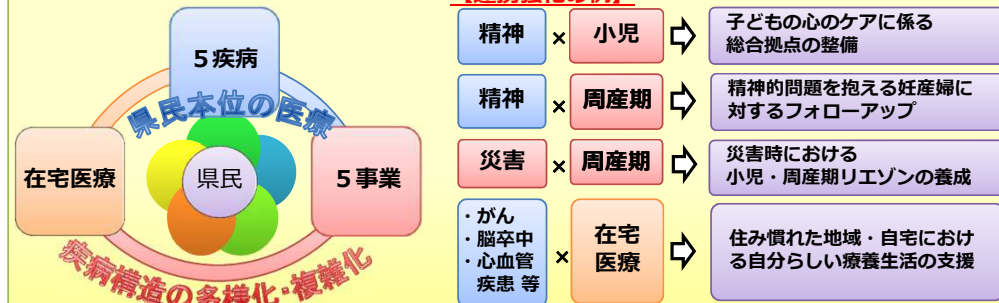 【連携強化の例】
5疾病
県民本位の医療
在宅医療
県民
5事業
疾病構造の多様化・複雑化
精神
×
小児
子どもの心のケアに係る
総合拠点の整備
精神
×
周産期
精神的問題を抱える妊産婦に
対するフォローアップ
災害
×
周産期
災害時における
小児・周産期リエゾンの養成
・がん
・脳卒中
・心血管
疾患 等
×
在宅
医療
住み慣れた地域・自宅におけ
る自分らしい療養生活の支援